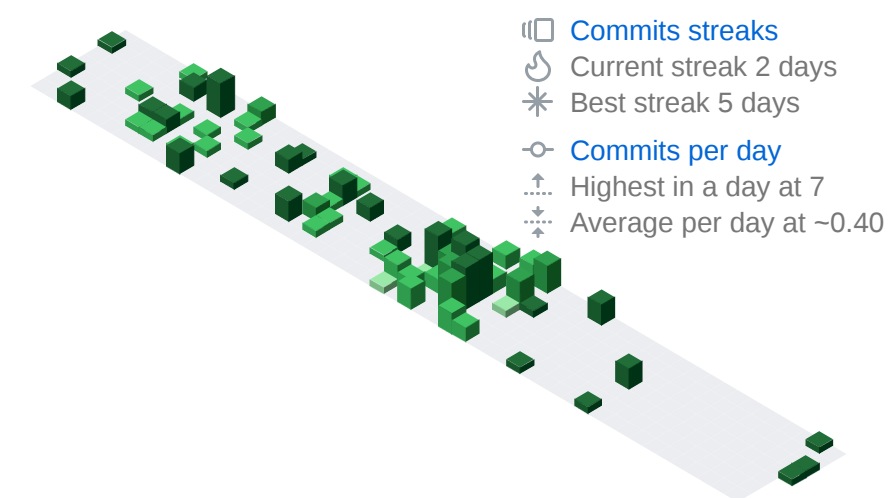 Commits streaks
Current streak 2 days
Best streak 5 days
Commits per day
Highest in a day at 7
Average per day at ~0.40